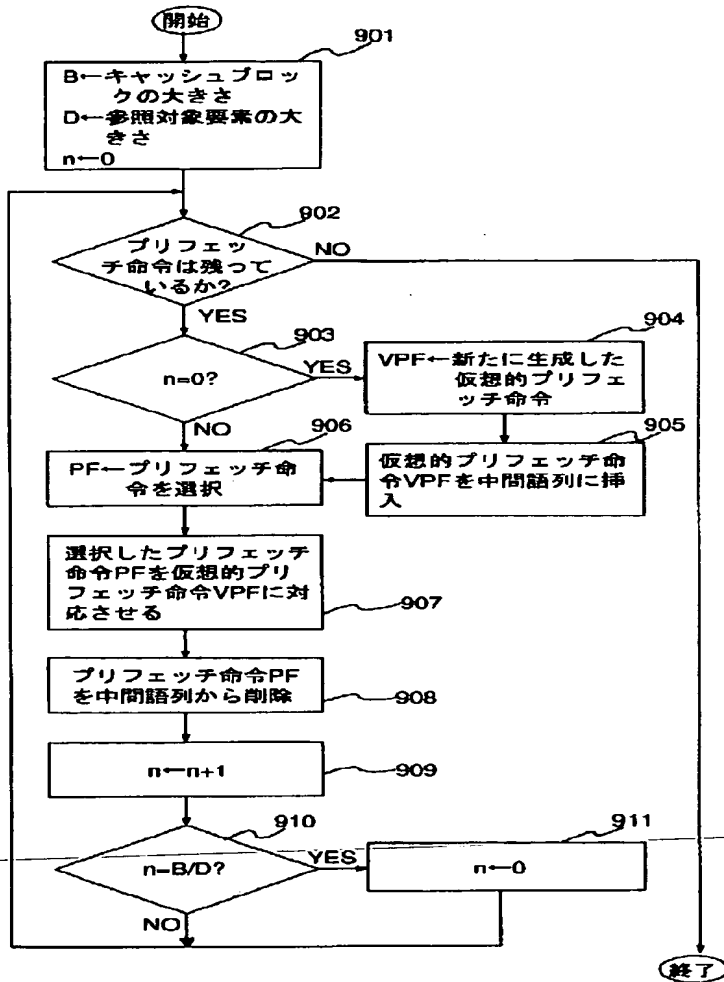 開始
901
B←キャッシュブロッ
クの大きさ
D←参照対象要素の大
きさ
n←0
902
プリフェッ
チ命令は残って
いるか?
NO
YES
903
n=0?
YES
NO
904
VPF←新たに生成した
仮想的プリフェ
ッチ命令
905
仮想的プリフェッチ命
令VPFを中間語列に挿
入
906
PF←プリフェッチ命
令を選択
選択したプリフェッチ
命令PFを仮想的プリ
フェッチ命令VPFに対
応させる
907
プリフェッチ命令PF
を中間語列から削除
908
n←n+1
909
910
n=B/D?
YES
NO
911
n←0
終了